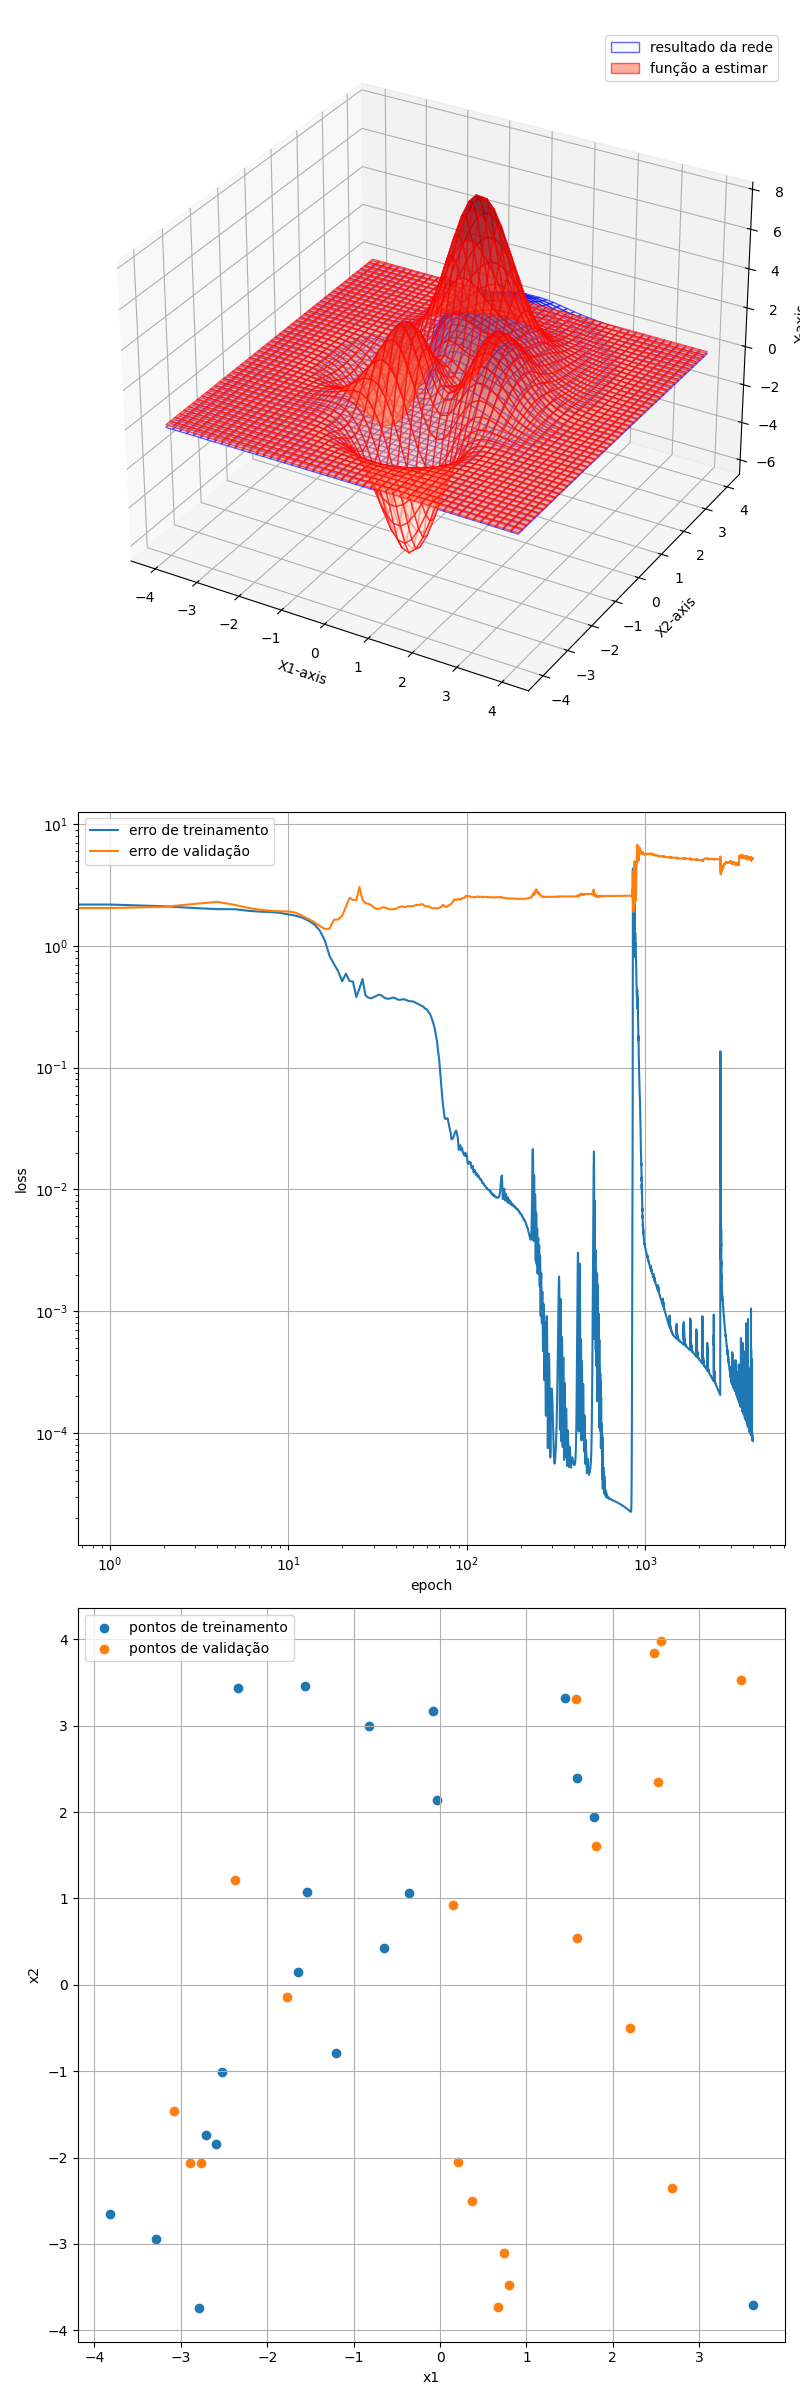 resultado da rede
função a estimar
8
6
4
2
0
−2
−4
−6
−4
−3
−2
−1
0
1
2
3
4
X1-axis
−4
−3
−2
−1
0
1
2
3
4
X2-axis
erro de treinamento
erro de validação
10¹
10⁰
10⁻¹
10⁻²
10⁻³
10⁻⁴
loss
10⁰ 10¹ 10² 10³
epoch
pontos de treinamento
pontos de validação
4
3
2
1
0
−1
−2
−3
−4
x2
−4 −3 −2 −1 0 1 2 3
x1